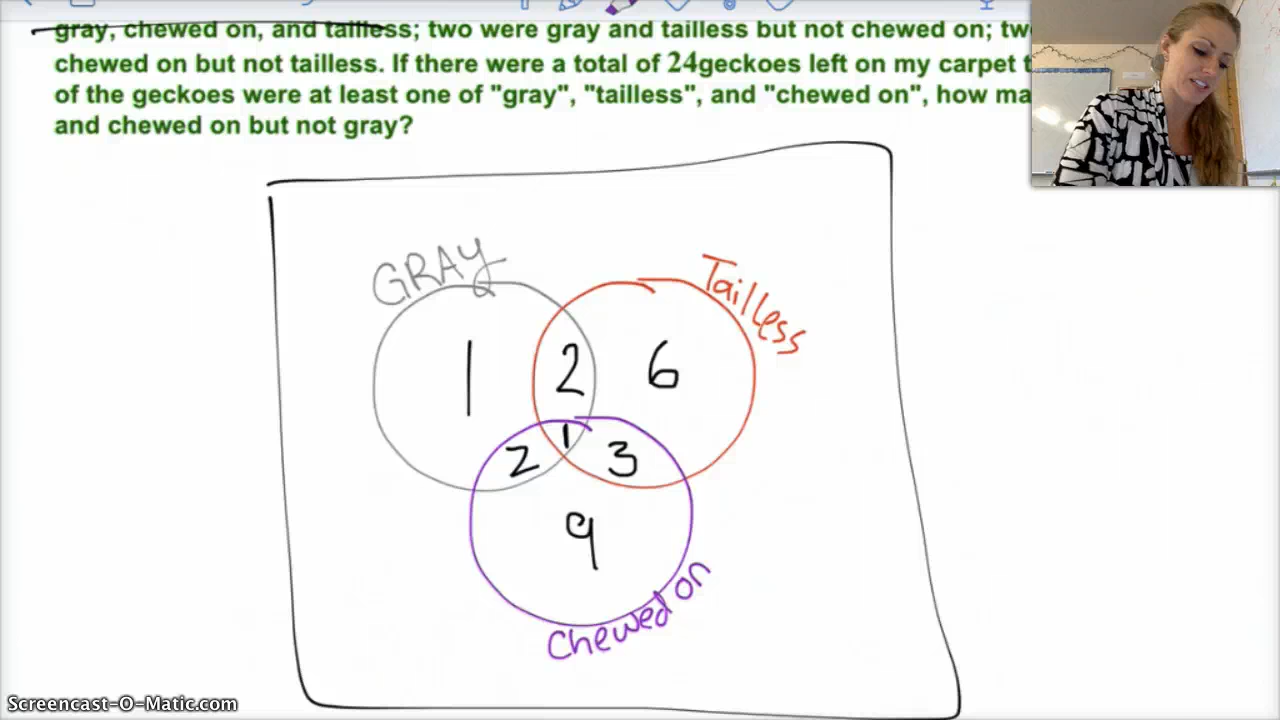 gray, chewed on, and tailless; two were gray and tailless but not chewed on;
chewed on but not tailless. If there were a total of 24geckoes left on my carpet
of the geckoes were at least one of "gray", "tailless", and "chewed on", how
and chewed on but not gray?
GRAY
Tailless
1
2
6
2
1
3
9
Chewed on
Screencast-O-Matic.com